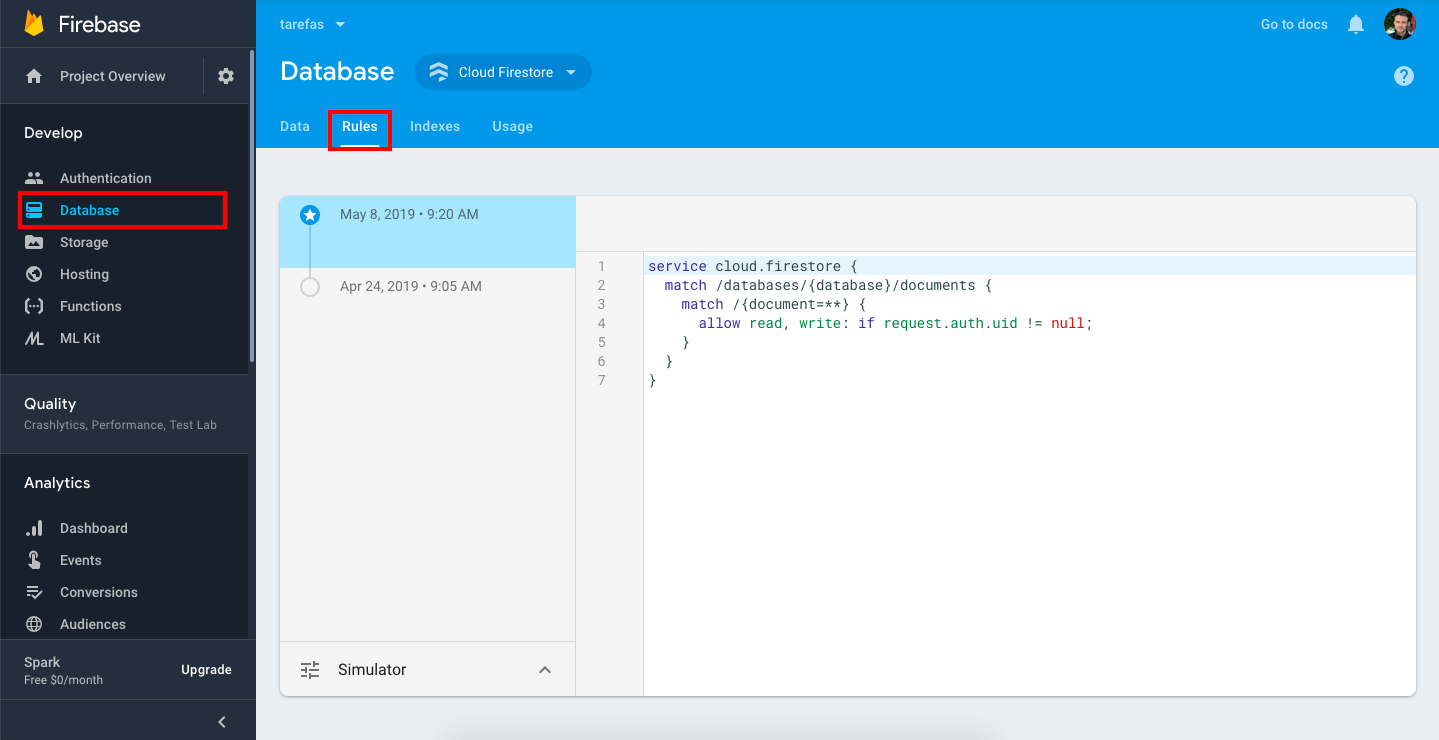 Firebase
Project Overview
Develop
Authentication
Database
Storage
Hosting
Functions
ML Kit
Quality
Crashlytics, Performance, Test Lab
Analytics
Dashboard
Events
Conversions
Audiences
Spark
Free $0/month
Upgrade
tarefas
Go to docs
Database
Cloud Firestore
Data
Rules
Indexes
Usage
May 8, 2019 • 9:20 AM
Apr 24, 2019 • 9:05 AM
Simulator
1 service cloud.firestore {
2 match /databases/{database}/documents {
3 match /{document=**} {
4 allow read, write: if request.auth.uid != null;
5 }
6 }
7 }